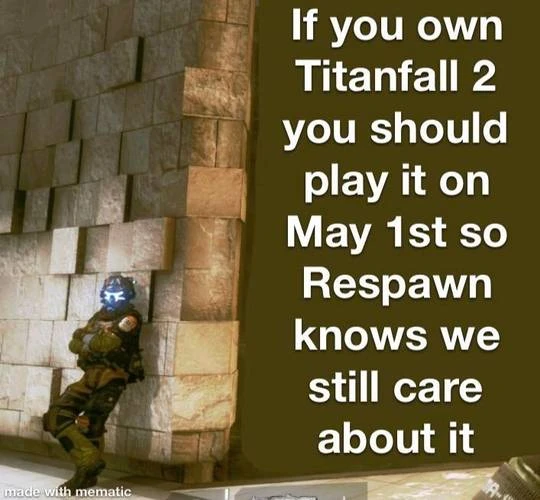 If you own
Titanfall 2
you should
play it on
May 1st so
Respawn
knows we
still care
about it
made with mematic